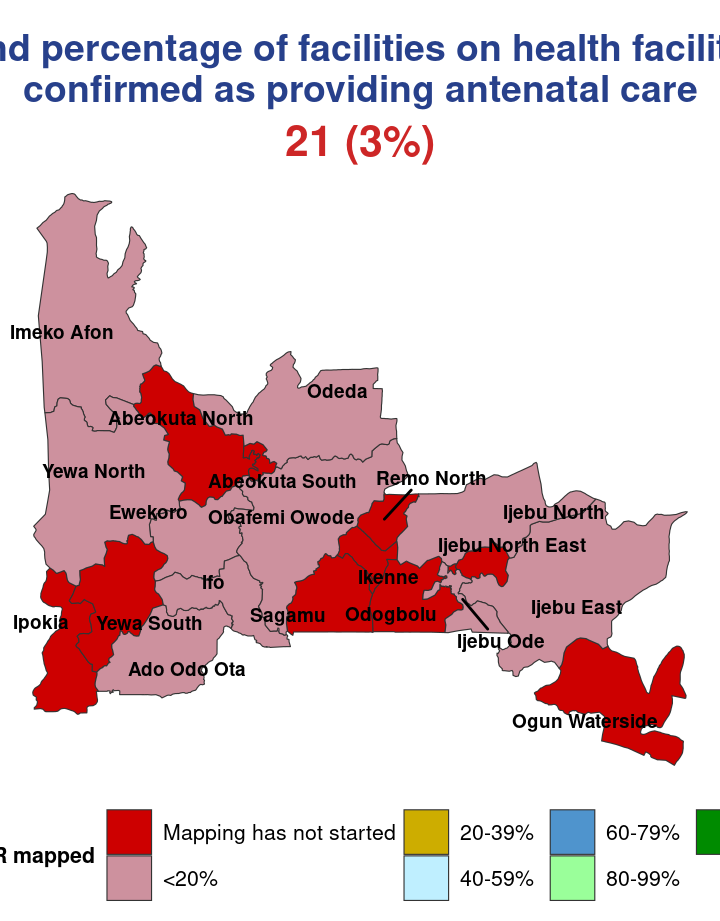 nd percentage of facilities on health facilit
confirmed as providing antenatal care
21 (3%)
Imeko Afon
Odeda
Abeokuta North
Yewa North
Abeokuta South
Remo North
Ewekoro
Obafemi Owode
Ijebu North
Ijebu North East
Ifo
Ikenne
Ipokia
Yewa South
Sagamu
Odogbolu
Ijebu East
Ijebu Ode
Ado Odo Ota
Ogun Waterside
R mapped
Mapping has not started
<20%
20-39%
40-59%
60-79%
80-99%